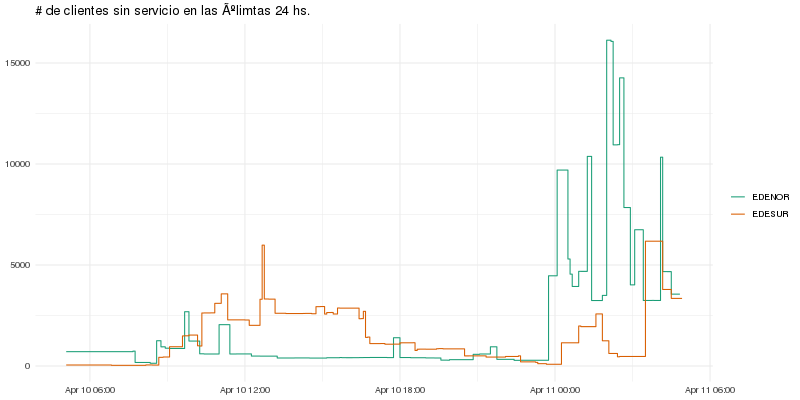 # de clientes sin servicio en las Ãºlimtas 24 hs.
15000
10000
5000
0
Apr 10 06:00
Apr 10 12:00
Apr 10 18:00
Apr 11 00:00
Apr 11 06:00
EDENOR
EDESUR